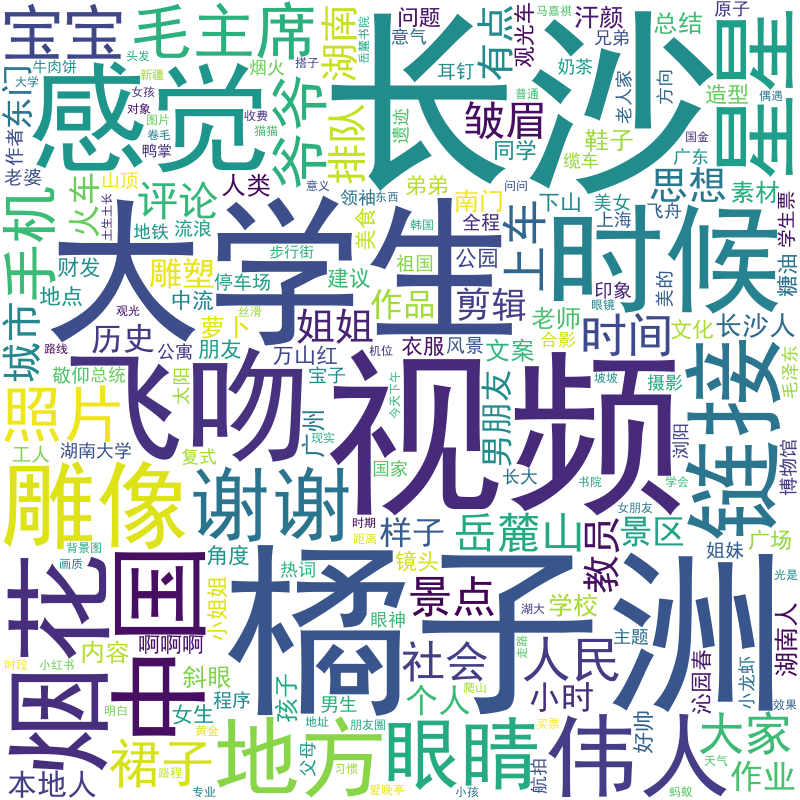 宝宝
毛主席
湖南
问题
意气
观光车
马嘉祺
汗颜
兄弟
总结
原子
牛肉饼
头发
岳麓书院
烟火
搭子
有点
耳钉
奶茶
老人家
方向
造型
偶遇
大学
新疆
作者
东门
感觉
爷爷
排队
长沙
星星
女孩
对象
图片
收费
卷毛
猫猫
鸭掌
遗迹
皱眉
同学
普通
鞋子
缆车
国金
广东
老婆
山顶
火车
评论
人类
意义
领袖
东西
弟弟
问问
南门
下山
美女
思想
素材
土生土长
手机
地铁
流浪
美食
韩国
全程
上海
飞舟
学生票
大学生
上车
时候
财发
雕塑
步行街
停车场
建议
祖国
公园
印象
美的
糖油
城市
地点
中流
观光
丝滑
萝卜
姐姐
作品
剪辑
老师
时间
眼镜
文化
长沙人
历史
路线
公寓
朋友
万山红
机位
衣服
风景
文案
合影
敬仰总统
太阳
宝子
飞吻
视频
今天下午
男朋友
坡坡
摄影
毛泽东
链接
照片
广州
现实
工人
湖南大学
复式
国家
长大
书院
学会
浏阳
博物馆
雕像
谢谢
时期
距离
样子
岳麓山
女朋友
教员
景区
姐妹
广场
背景图
画质
角度
热词
镜头
光是
烟花
中国
小姐姐
橘子洲
景点
湖大
学校
眼神
内容
啊啊啊
主题
湖南人
时段
小红书
斜眼
社会
走路
人民
沁园春
小龙虾
明白
女生
程序
孩子
男生
个人
爬山
小时
效果
黄金
地址
朋友圈
买票
好帅
裙子
地方
眼睛
伟人
大家
路程
父母
习惯
航拍
天气
本地人
专业
爱晚亭
小孩
蚂蚁
作业